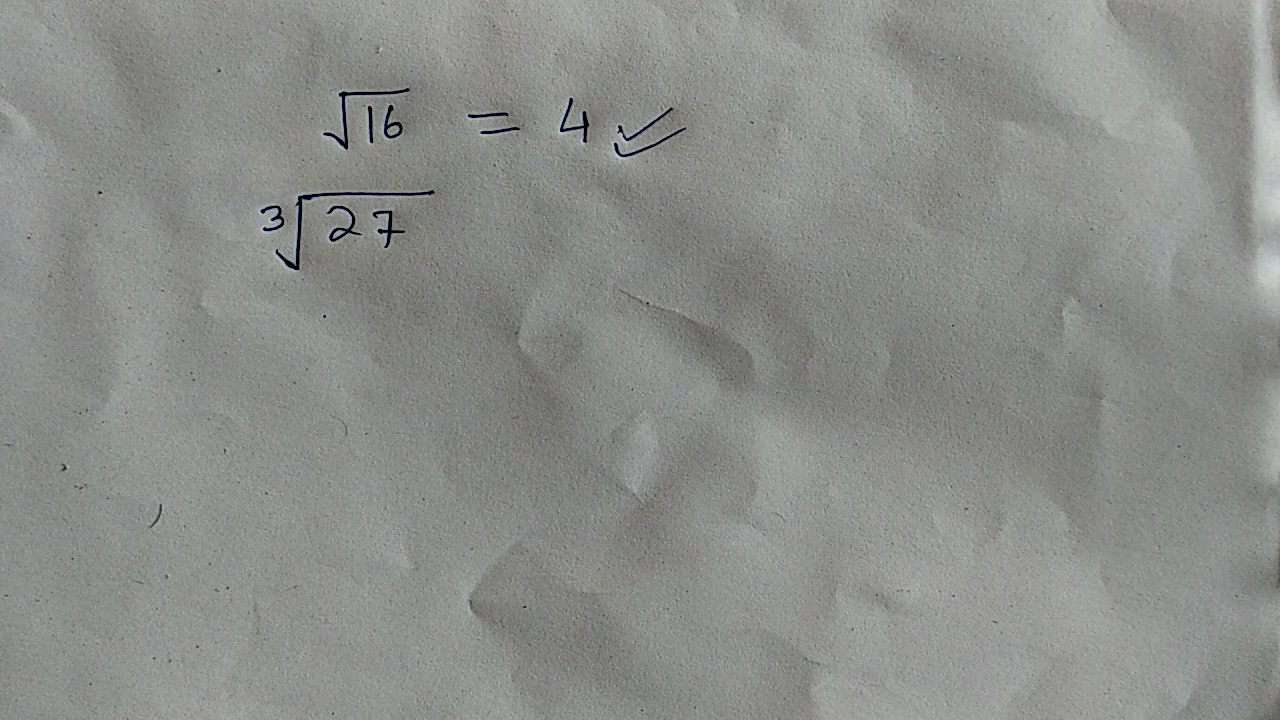 √16 = 4 ✓✓
³√27